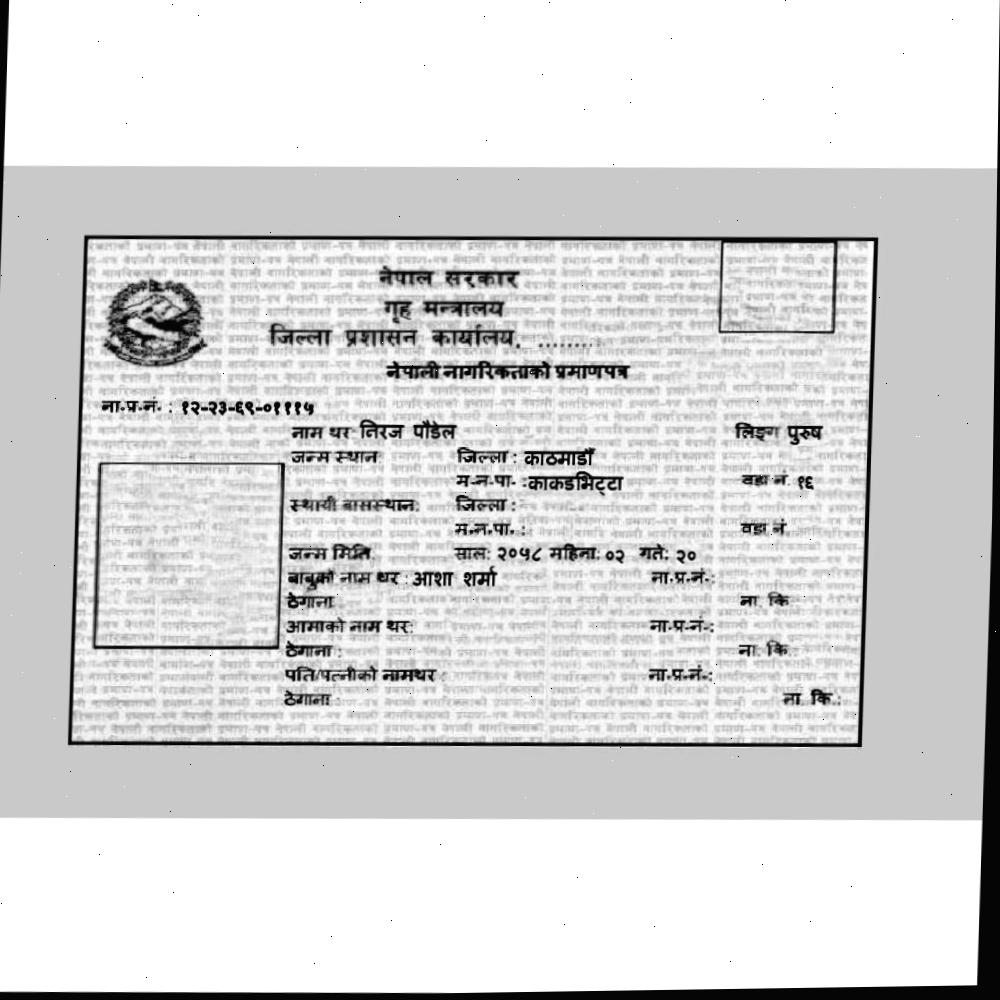 नेपाल सरकार
गृह मन्त्रालय
जिल्ला प्रशासन कार्यालय, .........
नेपाली नागरिकताको प्रमाणपत्र
ना.प्र.नं. : १२-२३-६९-०१११५
नाम थर तिरज पौडेल लिङ्ग पुरुष
जन्म स्थान: जिल्ला : काठमाडौँ
म.न.पा. : काकडभिट्टा वडा नं. १६
स्थायी बासस्थान: जिल्ला :
म.न.पा. : वडा नं.
जन्म मिति: साल: २०५८ महिना: ०२ गते: २०
बाबुको नाम थर : आशा शर्मा ना.प्र.नं.:
ठेगाना : ना. कि.
आमाको नाम थर: ना.प्र.नं.:
ठेगाना : ना. कि.:
पति/पत्नीको नामथर : ना.प्र.नं.:
ठेगाना : ना. कि.: